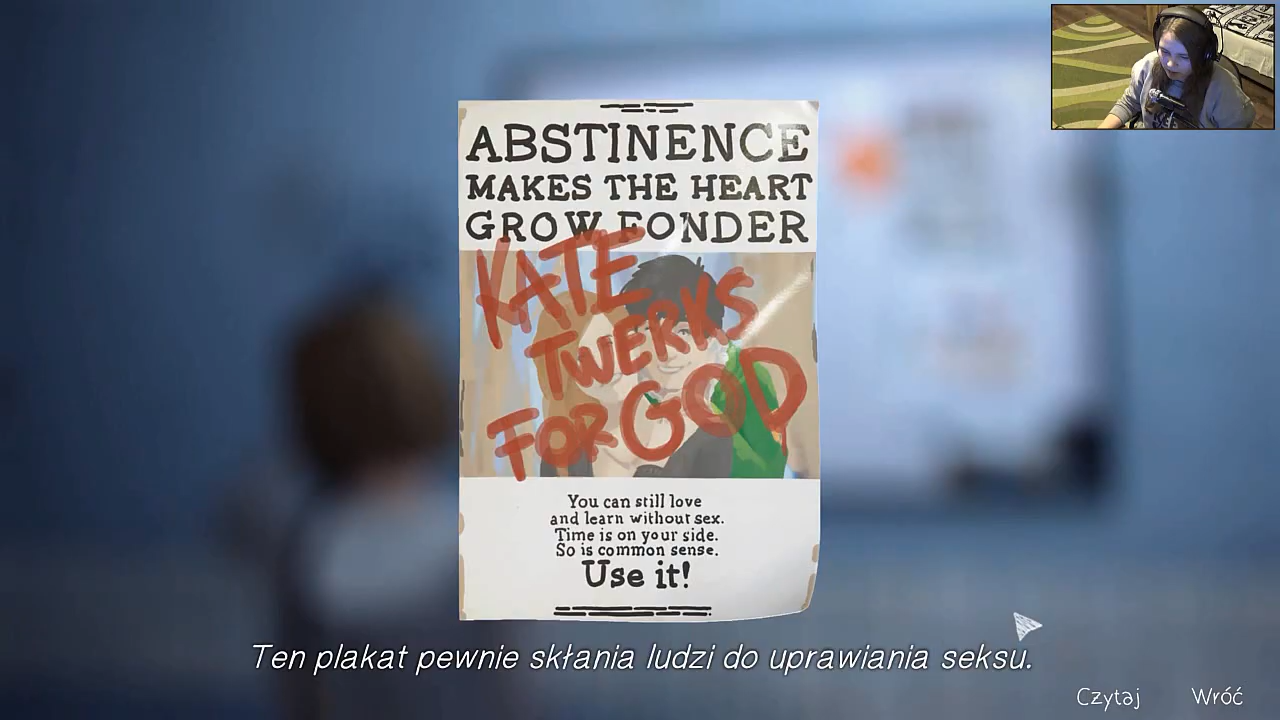 ABSTINENCE
MAKES THE HEART
GROW FONDER
KATE
TWERKS
FOR GOD
You can still love
and learn without sex.
Time is on your side.
So is common sense.
Use it!
Ten plakat pewnie skłania ludzi do uprawiania seksu.
Czytaj
Wróć